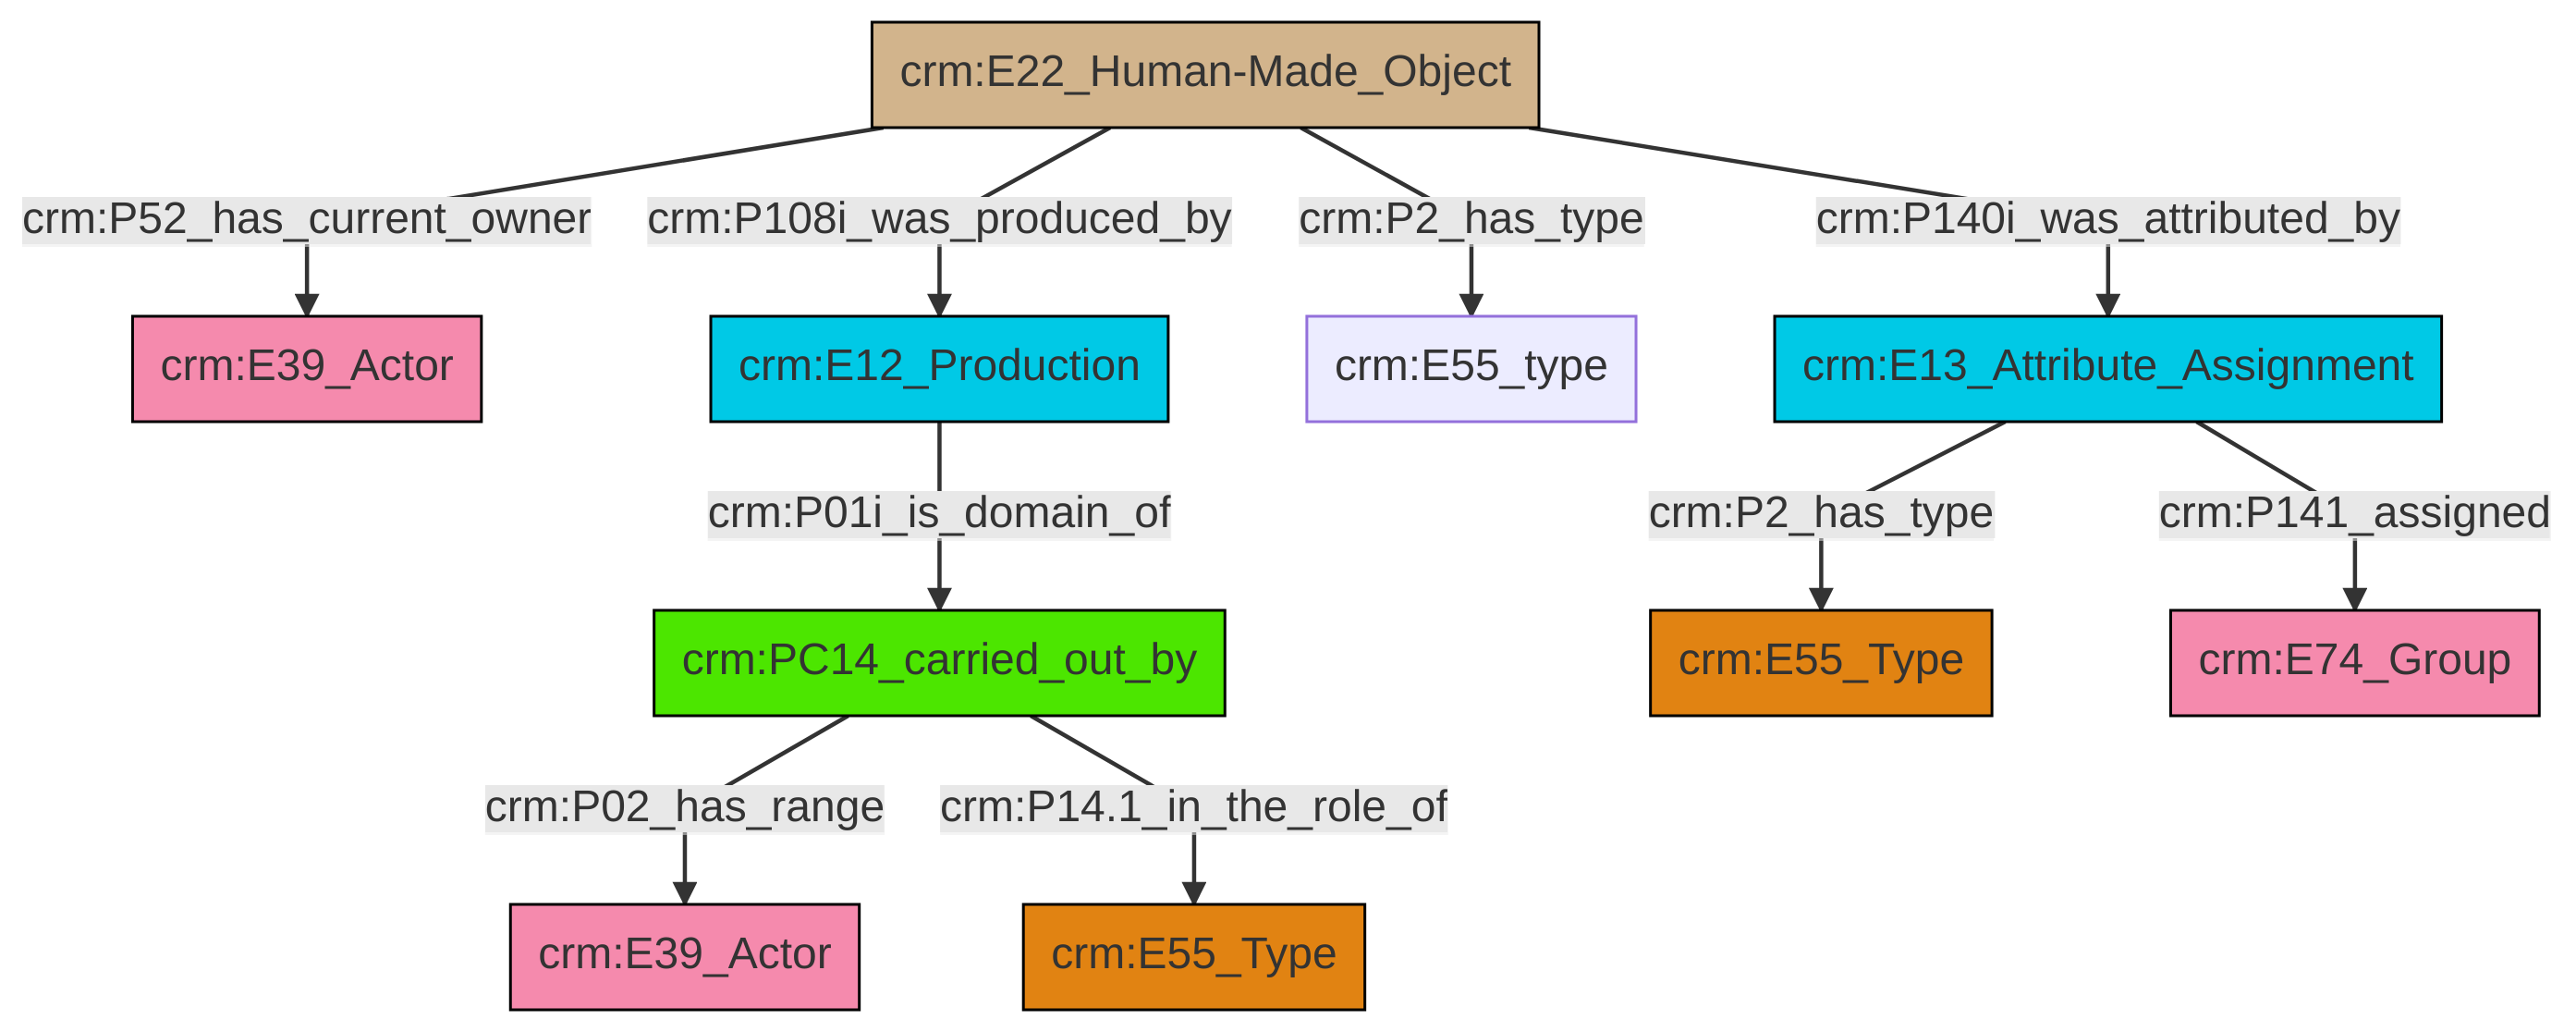 crm:E22_Human-Made_Object
crm:P52_has_current_owner
crm:P108i_was_produced_by
crm:P2_has_type
crm:P140i_was_attributed_by
crm:E39_Actor
crm:E12_Production
crm:E55_type
crm:E13_Attribute_Assignment
crm:P01i_is_domain_of
crm:P2_has_type
crm:P141_assigned
crm:PC14_carried_out_by
crm:E55_Type
crm:E74_Group
crm:P02_has_range
crm:P14.1_in_the_role_of
crm:E39_Actor
crm:E55_Type